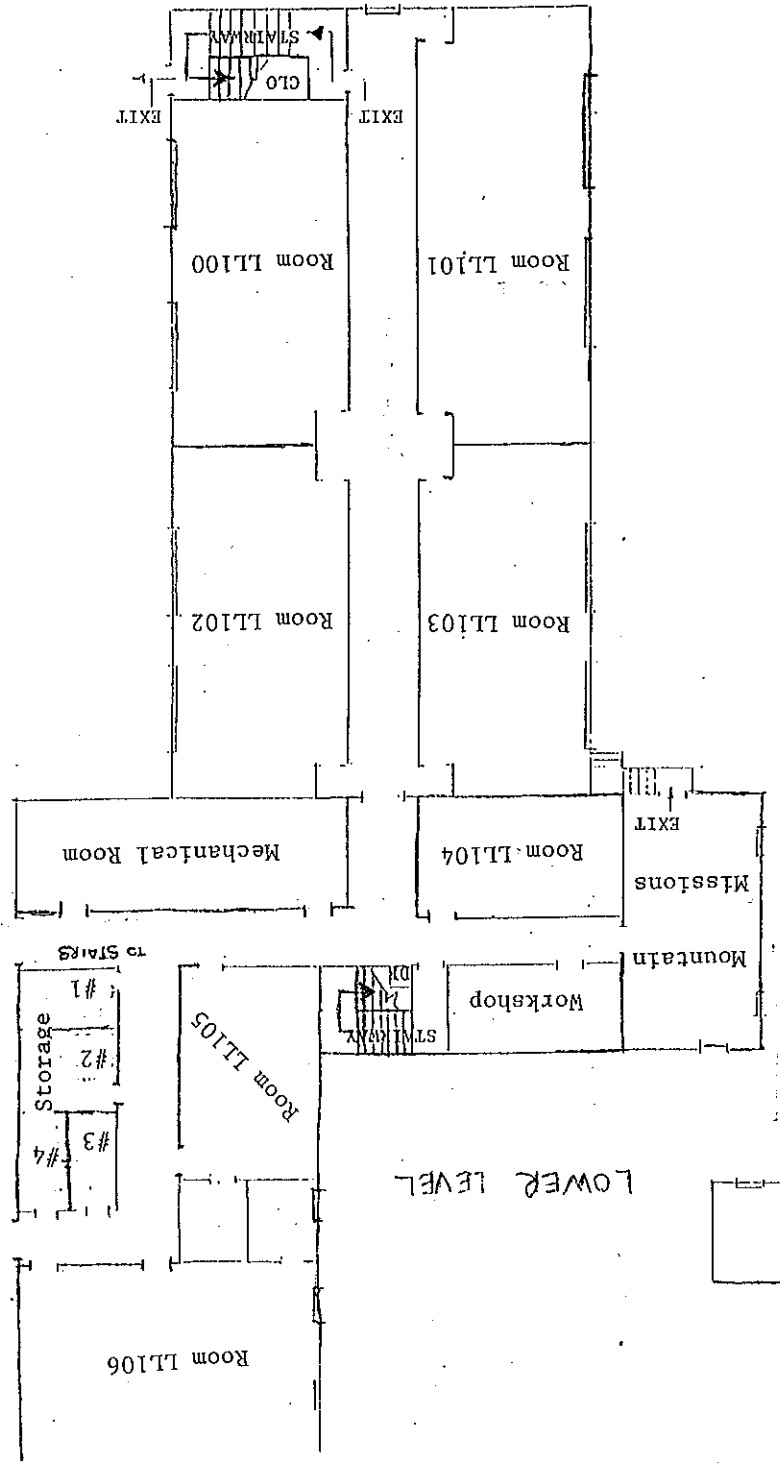 Room LL106
LOWER LEVEL
Room LL105
Storage
#3
#4
#2
#1
STAIRWAY
Workshop
Mountain
Missions
TO STAIRS
Room LL104
Mechanical Room
EXIT
Room LL103
Room LL102
Room LL101
Room LL100
EXIT
EXIT
CLO
STAIRWAY